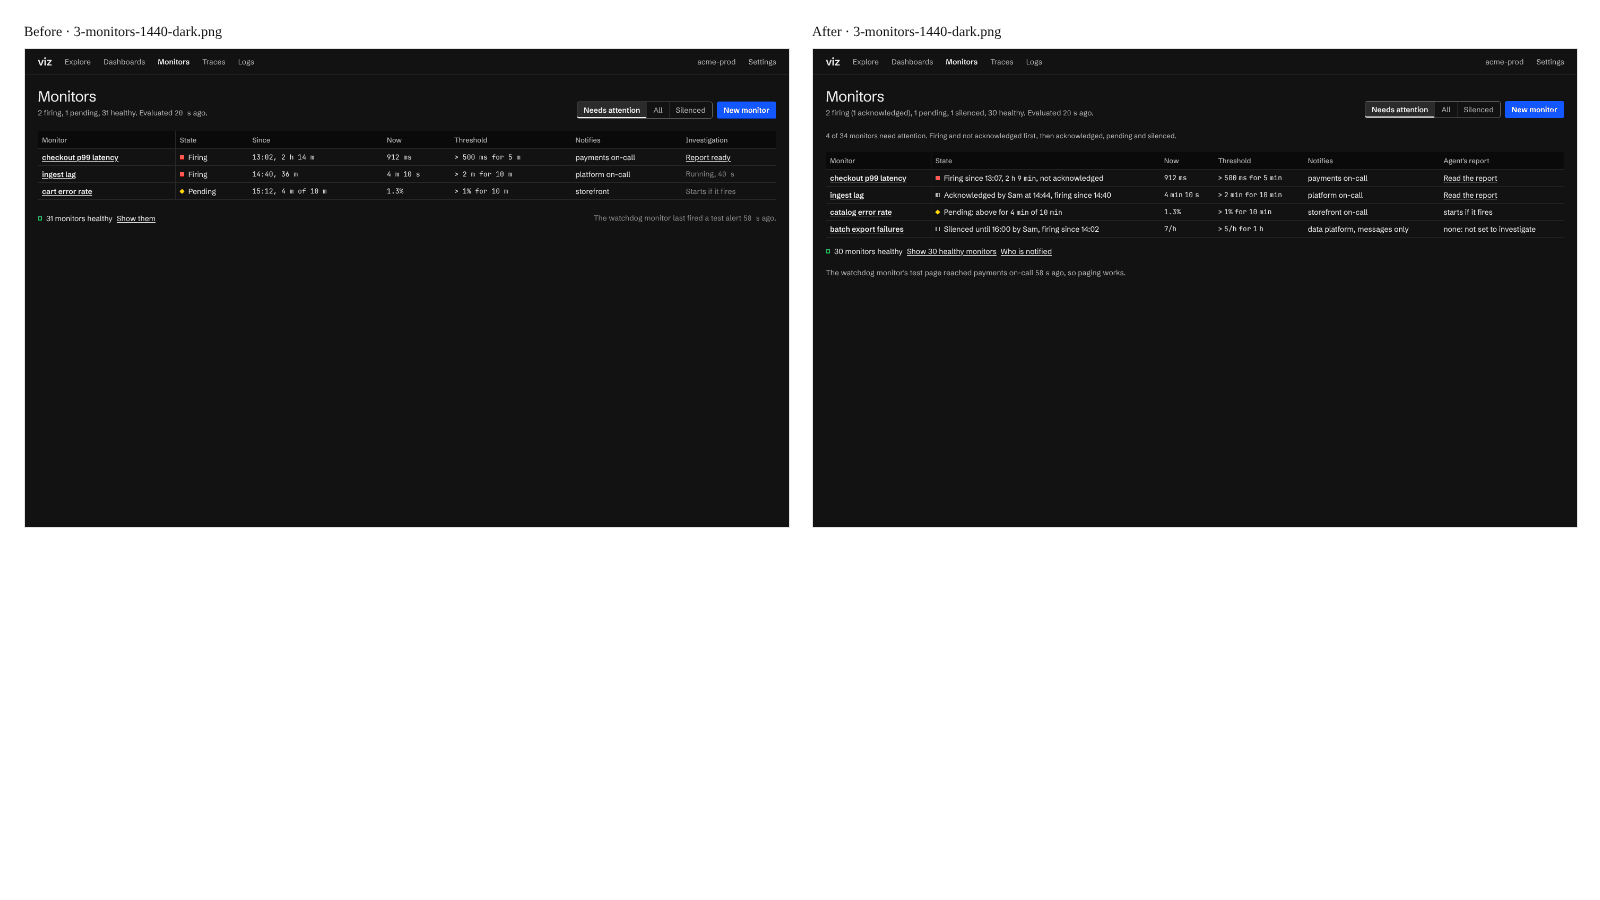 Before · 3-monitors-1440-dark.png
viz Explore Dashboards Monitors Traces Logs acme-prod Settings
Monitors
2 firing, 1 pending, 31 healthy. Evaluated 20 s ago.
Needs attention All Silenced New monitor
Monitor State Since Now Threshold Notifies Investigation
checkout p99 latency Firing 13:02, 2 h 14 m 912 ms > 500 ms for 5 m payments on-call Report ready
ingest lag Firing 14:40, 36 m 4 m 10 s > 2 m for 10 m platform on-call Running, 40 s
cart error rate Pending 15:12, 4 m of 10 m 1.3% > 1% for 10 m storefront Starts if it fires
31 monitors healthy Show them The watchdog monitor last fired a test alert 58 s ago.
After · 3-monitors-1440-dark.png
viz Explore Dashboards Monitors Traces Logs acme-prod Settings
Monitors
2 firing (1 acknowledged), 1 pending, 1 silenced, 30 healthy. Evaluated 20 s ago.
Needs attention All Silenced New monitor
4 of 34 monitors need attention. Firing and not acknowledged first, then acknowledged, pending and silenced.
Monitor State Now Threshold Notifies Agent's report
checkout p99 latency Firing since 13:07, 2 h 9 min, not acknowledged 912 ms > 500 ms for 5 min payments on-call Read the report
ingest lag Acknowledged by Sam at 14:44, firing since 14:40 4 min 10 s > 2 min for 10 min platform on-call Read the report
catalog error rate Pending: above for 4 min of 10 min 1.3% > 1% for 10 min storefront on-call starts if it fires
batch export failures Silenced until 16:00 by Sam, firing since 14:02 7/h > 5/h for 1 h data platform, messages only none: not set to investigate
30 monitors healthy Show 30 healthy monitors Who is notified
The watchdog monitor's test page reached payments on-call 58 s ago, so paging works.